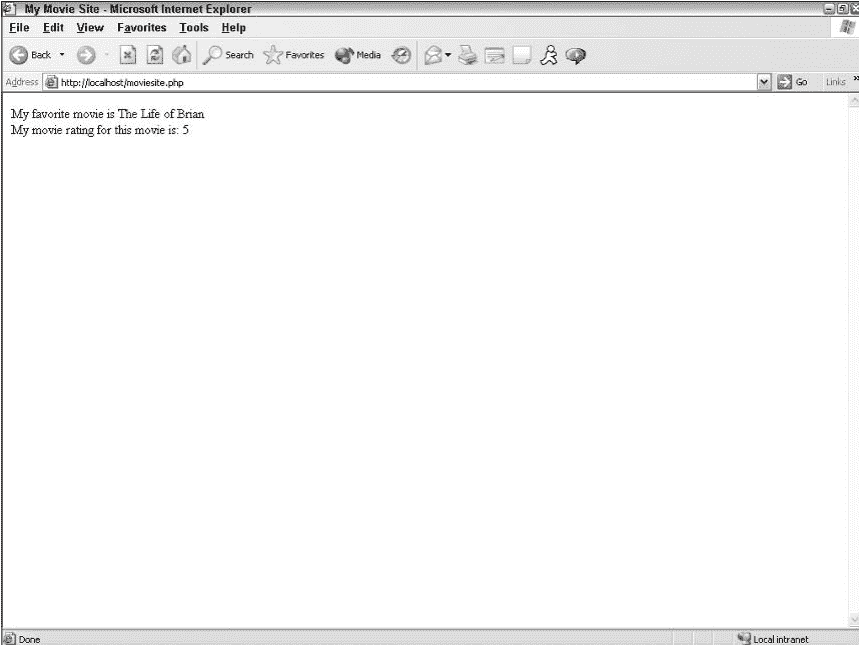 My Movie Site - Microsoft Internet Explorer
File Edit View Favorites Tools Help
Back Search Favorites Media
Address http://localhost/moviesite.php Go Links »
My favorite movie is The Life of Brian
My movie rating for this movie is: 5
Done Local intranet